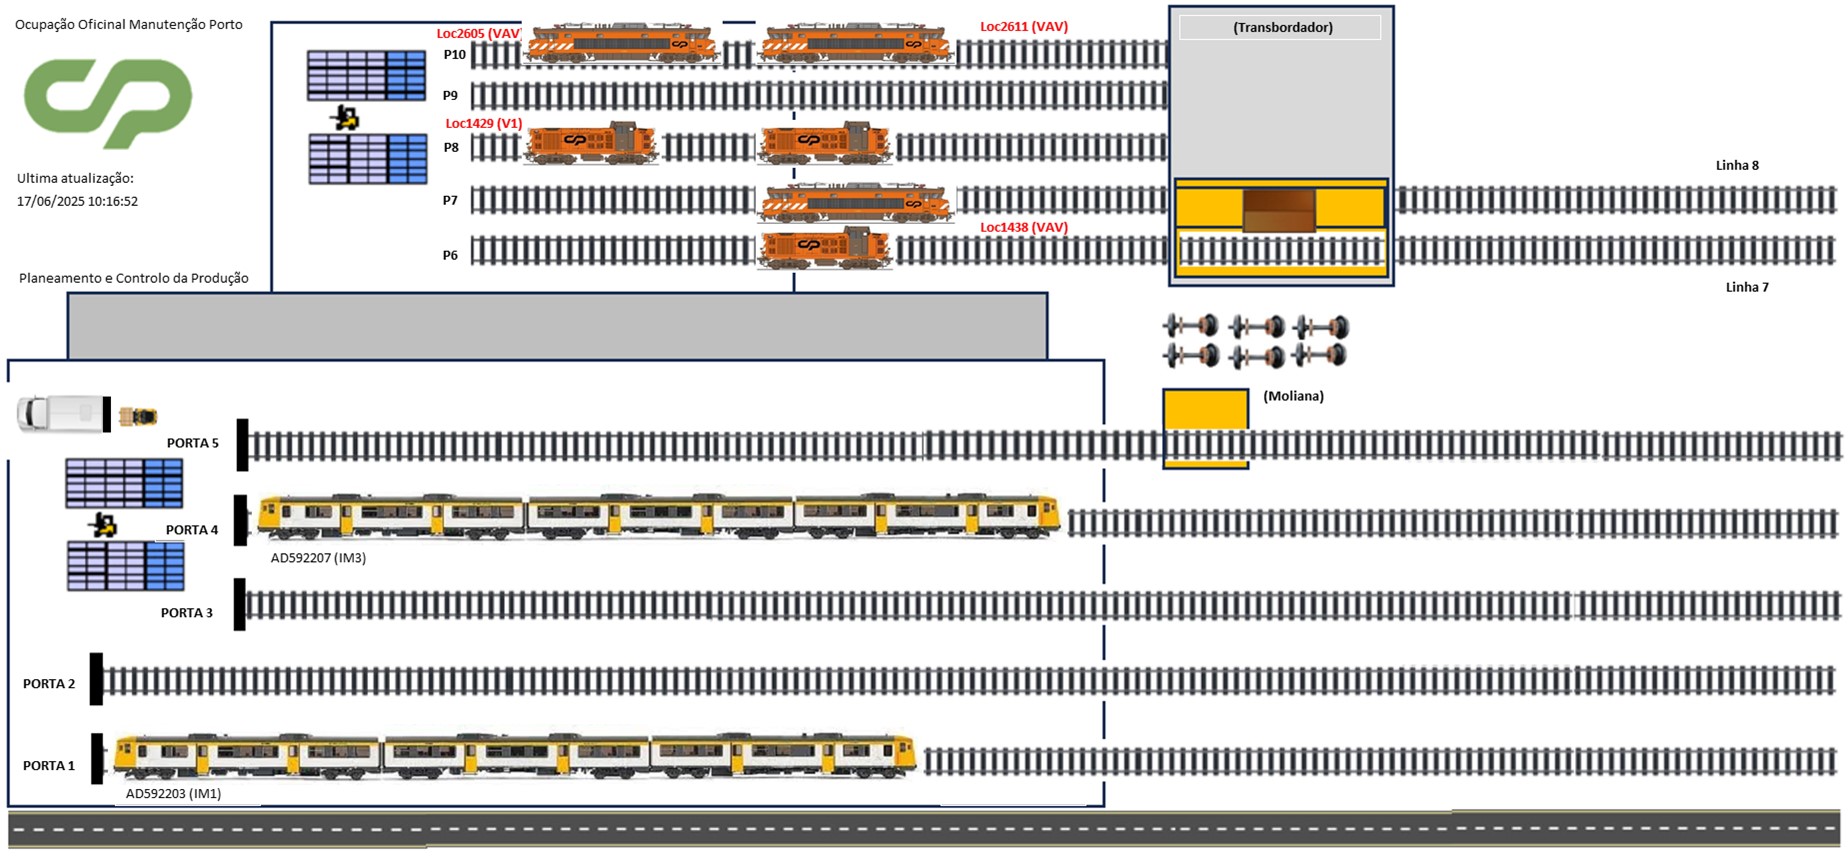 Ocupação Oficinal Manutenção Porto
Ultima atualização:
17/06/2025 10:16:52
Planeamento e Controlo da Produção
Loc2605 (VAV)
Loc2611 (VAV)
(Transbordador)
P10
P9
Loc1429 (V1)
P8
Linha 8
P7
Loc1438 (VAV)
P6
Linha 7
(Moliana)
PORTA 5
PORTA 4
AD592207 (IM3)
PORTA 3
PORTA 2
PORTA 1
AD592203 (IM1)